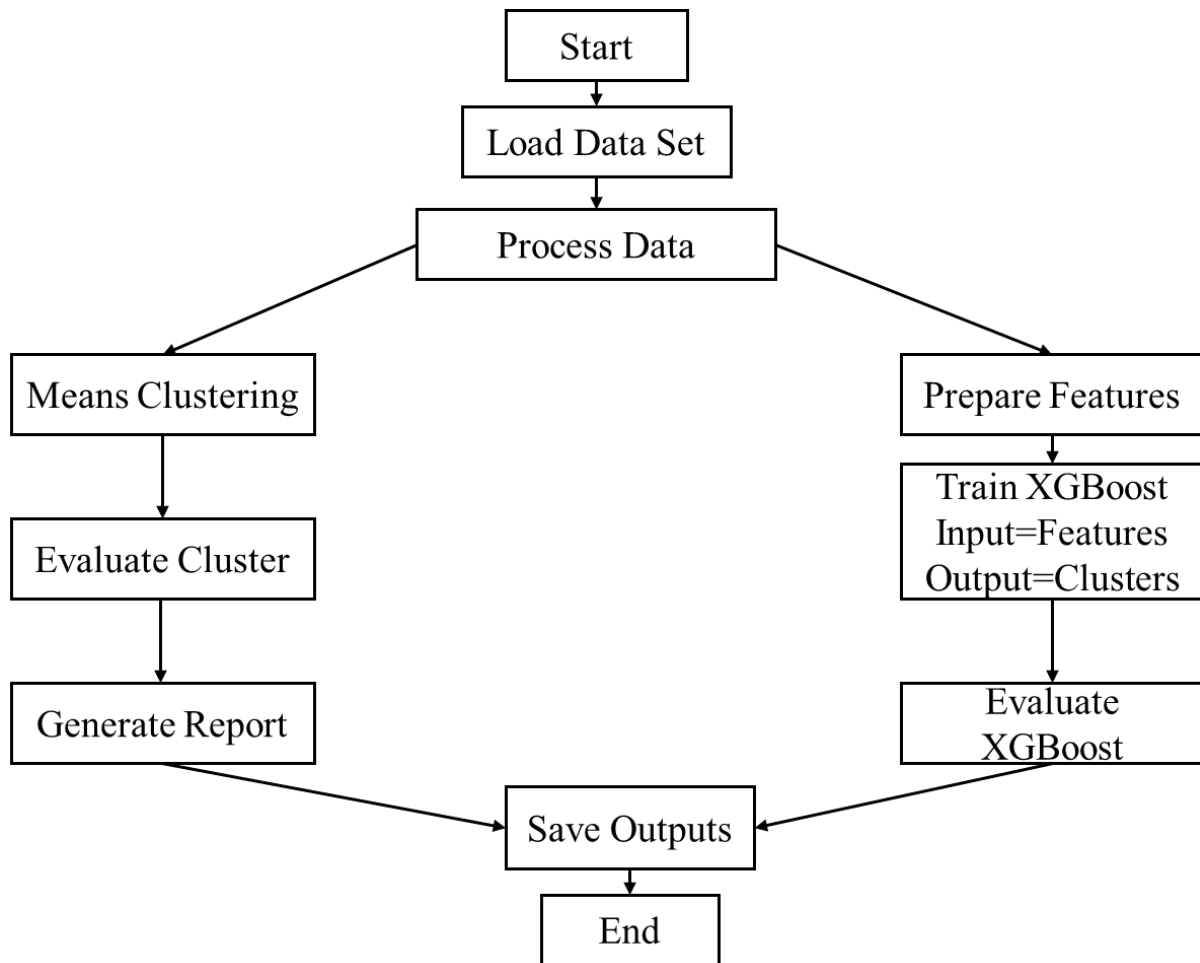 Start
Load Data Set
Process Data
Means Clustering
Prepare Features
Train XGBoost
Input=Features
Output=Clusters
Evaluate Cluster
Generate Report
Evaluate
XGBoost
Save Outputs
End